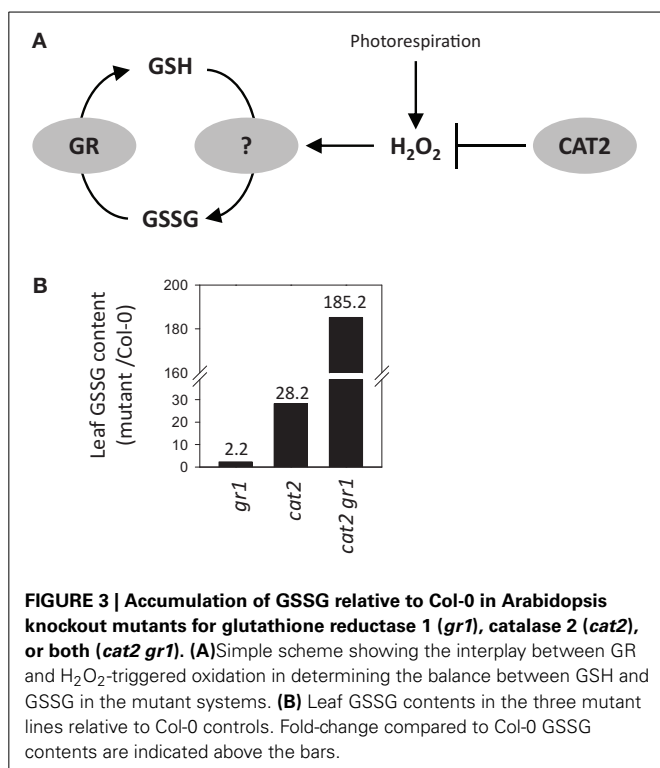 A
Photorespiration
GSH
GR
?
H₂O₂
CAT2
GSSG
B
Leaf GSSG content
(mutant /Col-0)
200
180
160
30
20
10
0
2.2
28.2
185.2
gr1
cat2
cat2 gr1
FIGURE 3 | Accumulation of GSSG relative to Col-0 in Arabidopsis
knockout mutants for glutathione reductase 1 (gr1), catalase 2 (cat2),
or both (cat2 gr1). (A)Simple scheme showing the interplay between GR
and H₂O₂-triggered oxidation in determining the balance between GSH and
GSSG in the mutant systems. (B) Leaf GSSG contents in the three mutant
lines relative to Col-0 controls. Fold-change compared to Col-0 GSSG
contents are indicated above the bars.